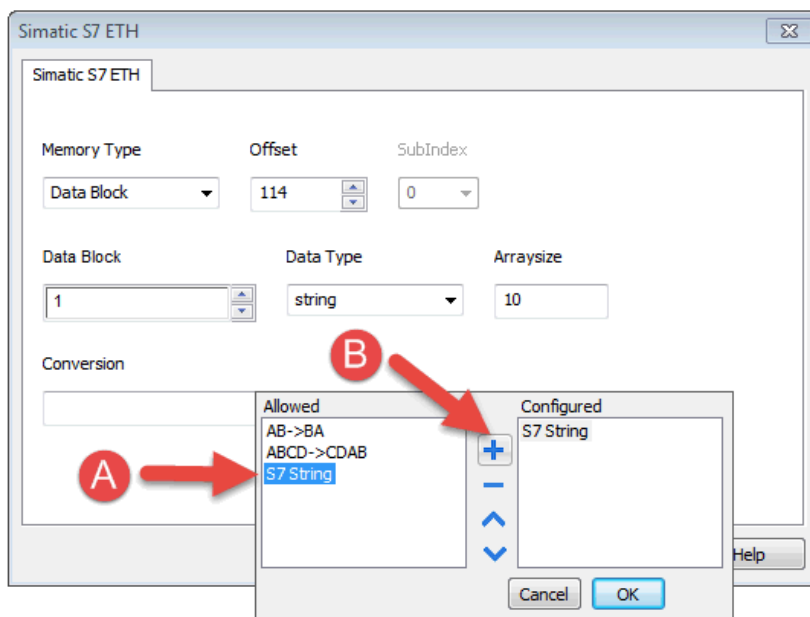 Simatic S7 ETH
Simatic S7 ETH
Memory Type Offset SubIndex
Data Block 114 0
Data Block Data Type Arraysize
1 string 10
B
Conversion
Allowed Configured
AB->BA S7 String
ABCD->CDAB
A S7 String
Help
Cancel OK